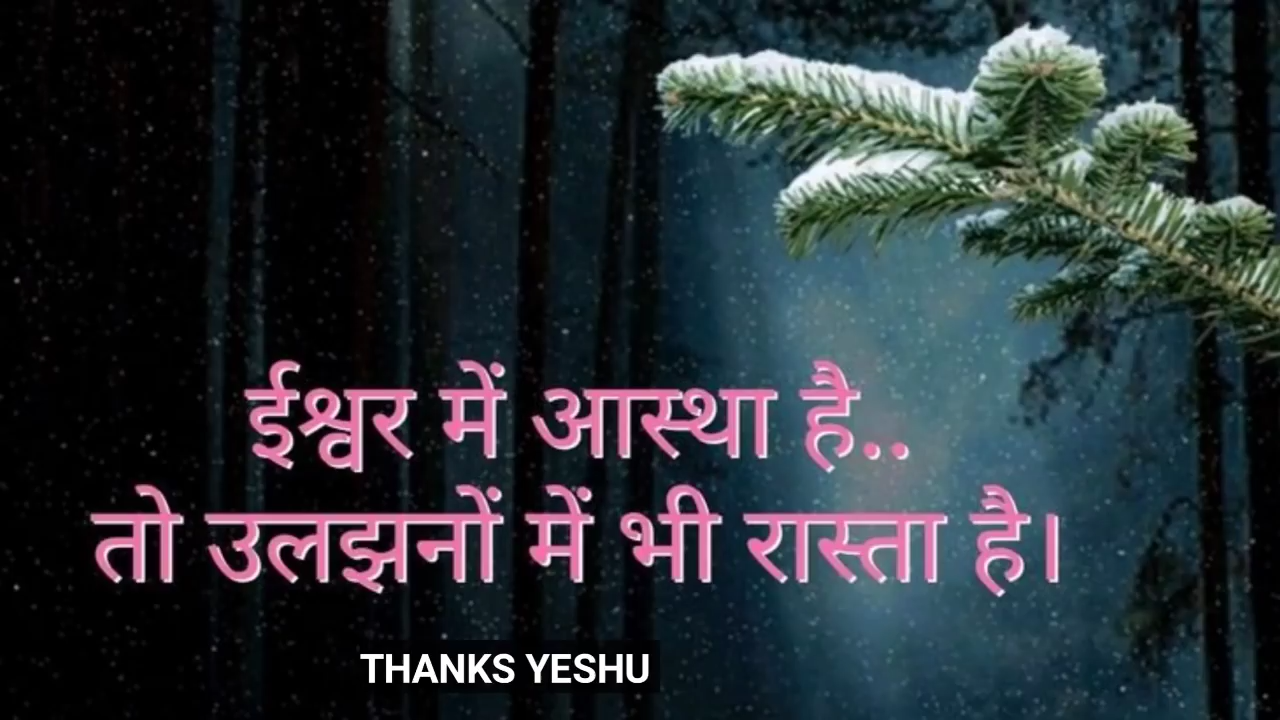 ईश्वर में आस्था है..
तो उलझनों में भी रास्ता है।
THANKS YESHU